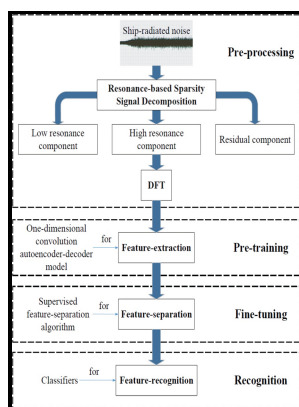 Ship-radiated noise
Pre-processing
Resonance-based Sparsity
Signal Decomposition
Low resonance
component
High resonance
component
Residual component
DFT
One-dimensional
convolution
autoencoder-decoder
model
for
Feature-extraction
Pre-training
Supervised
feature-separation
algorithm
for
Feature-separation
Fine-tuning
Classifiers
for
Feature-recognition
Recognition